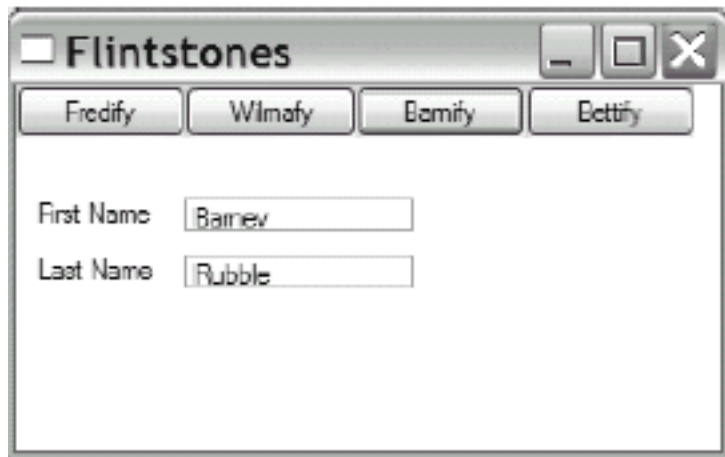 Flintstones
Fredify Wilmafy Barnify Bettify
First Name Barney
Last Name Rubble